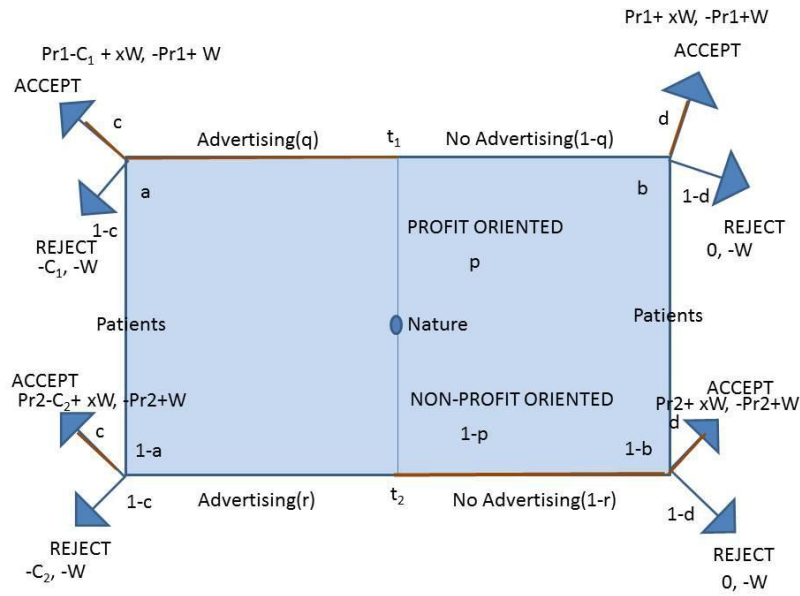 Pr1+ xW, -Pr1+W
Pr1-C₁ + xW, -Pr1+ W
ACCEPT
ACCEPT
c
d
Advertising(q)
t₁
No Advertising(1-q)
a
b
1-d
1-c
REJECT
-C₁, -W
REJECT
0, -W
PROFIT ORIENTED
p
Patients
Nature
Patients
ACCEPT
Pr2-C₂+ xW, -Pr2+W
ACCEPT
Pr2+ xW, -Pr2+W
NON-PROFIT ORIENTED
c
d
1-p
1-a
1-b
1-c
Advertising(r)
t₂
No Advertising(1-r)
1-d
REJECT
-C₂, -W
REJECT
0, -W